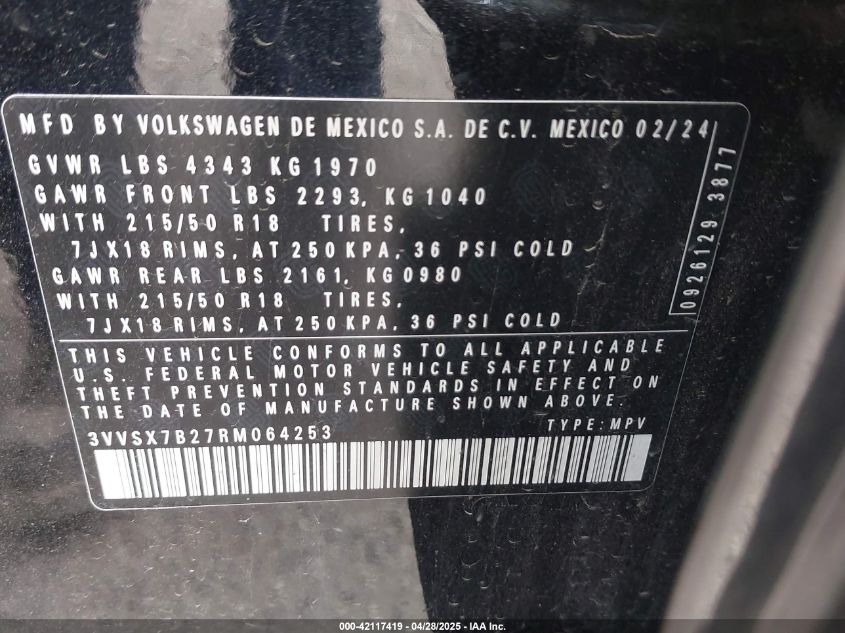 MFD BY VOLKSWAGEN DE MEXICO S.A. DE C.V. MEXICO 02/24
GVWR LBS 4343 KG 1970
GAWR FRONT LBS 2293, KG 1040
WITH 215/50 R18 TIRES,
7JX18 RIMS, AT 250 KPA, 36 PSI COLD
GAWR REAR LBS 2161, KG 0980
WITH 215/50 R18 TIRES,
7JX18 RIMS, AT 250 KPA, 36 PSI COLD
0926129 3877
THIS VEHICLE CONFORMS TO ALL APPLICABLE
U.S. FEDERAL MOTOR VEHICLE SAFETY AND
THEFT PREVENTION STANDARDS IN EFFECT ON
THE DATE OF MANUFACTURE SHOWN ABOVE.
3VVSX7B27RM064253 TYPE: MPV
000-42117419 | 04/28/2025 | IAA Inc.